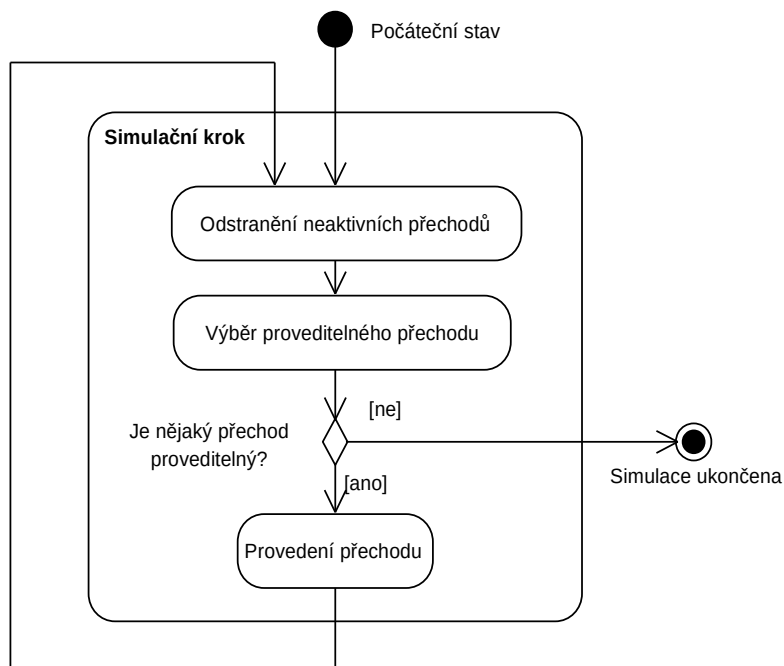 Počáteční stav
Simulační krok
Odstranění neaktivních přechodů
Výběr proveditelného přechodu
[ne]
Je nějaký přechod
proveditelný?
Simulace ukončena
[ano]
Provedení přechodu